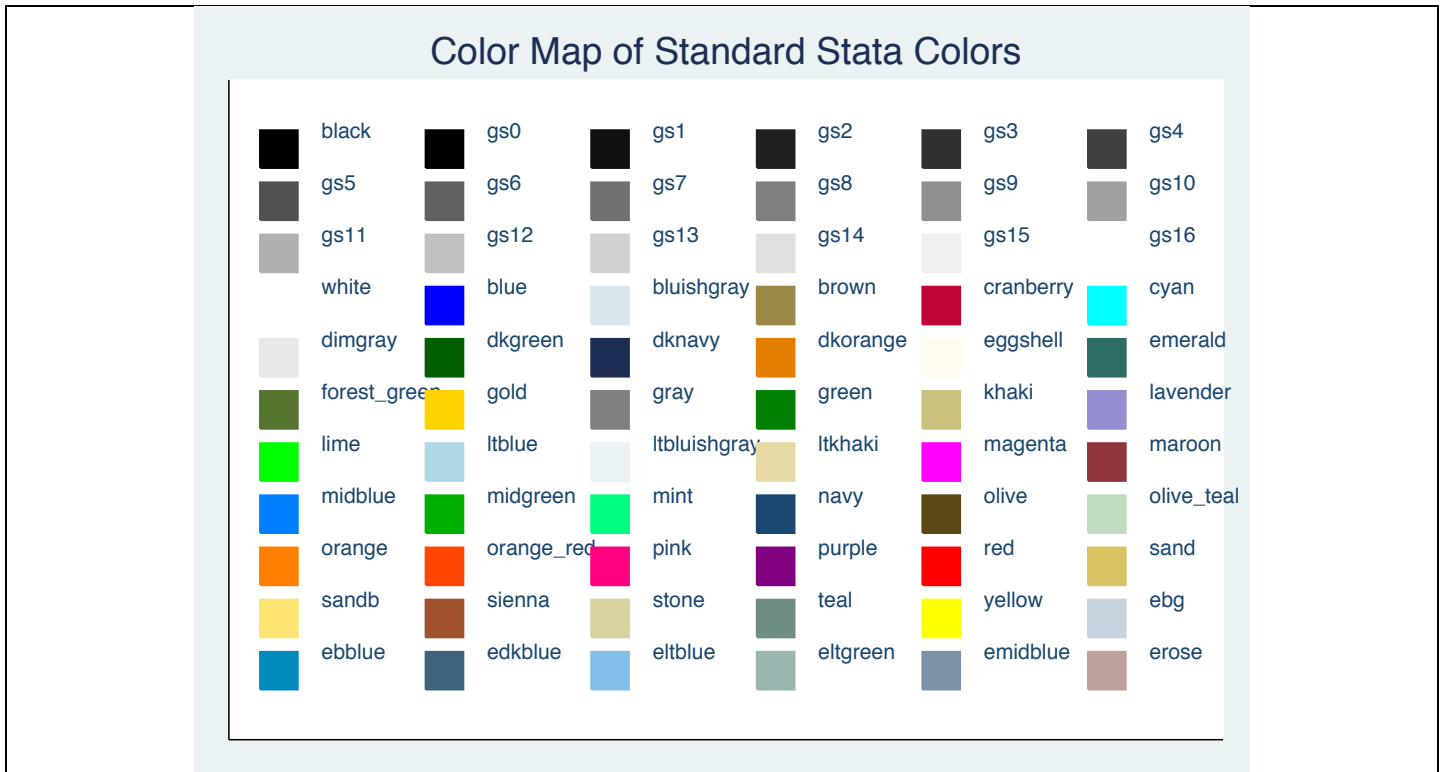 Color Map of Standard Stata Colors
black gs0 gs1 gs2 gs3 gs4
gs5 gs6 gs7 gs8 gs9 gs10
gs11 gs12 gs13 gs14 gs15 gs16
white blue bluishgray brown cranberry cyan
dimgray dkgreen dknavy dkorange eggshell emerald
forest_green gold gray green khaki lavender
lime ltblue ltbluishgray ltkhaki magenta maroon
midblue midgreen mint navy olive olive_teal
orange orange_red pink purple red sand
sandb sienna stone teal yellow ebg
ebblue edkblue eltblue eltgreen emidblue erose